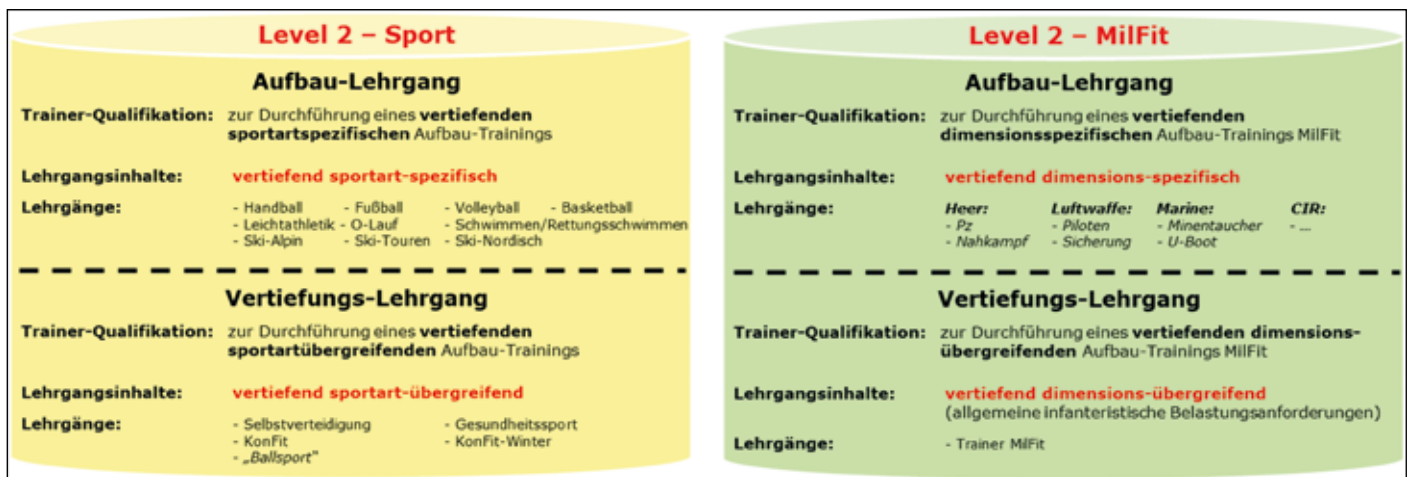 Level 2 – Sport
Aufbau-Lehrgang
Trainer-Qualifikation: zur Durchführung eines vertiefenden
sportartspezifischen Aufbau-Trainings
Lehrgangsinhalte: vertiefend sportart-spezifisch
Lehrgänge: - Handball - Fußball - Volleyball - Basketball
- Leichtathletik - O-Lauf - Schwimmen/Rettungsschwimmen
- Ski-Alpin - Ski-Touren - Ski-Nordisch
Vertiefungs-Lehrgang
Trainer-Qualifikation: zur Durchführung eines vertiefenden
sportartübergreifenden Aufbau-Trainings
Lehrgangsinhalte: vertiefend sportart-übergreifend
Lehrgänge: - Selbstverteidigung - Gesundheitssport
- KonFit - KonFit-Winter
- „Ballsport“
Level 2 – MilFit
Aufbau-Lehrgang
Trainer-Qualifikation: zur Durchführung eines vertiefenden
dimensionsspezifischen Aufbau-Trainings MilFit
Lehrgangsinhalte: vertiefend dimensions-spezifisch
Lehrgänge: Heer: Luftwaffe: Marine: CIR:
- Pz - Piloten - Minentaucher - ...
- Nahkampf - Sicherung - U-Boot
Vertiefungs-Lehrgang
Trainer-Qualifikation: zur Durchführung eines vertiefenden dimensions-
übergreifenden Aufbau-Trainings MilFit
Lehrgangsinhalte: vertiefend dimensions-übergreifend
(allgemeine infanteristische Belastungsanforderungen)
Lehrgänge: - Trainer MilFit